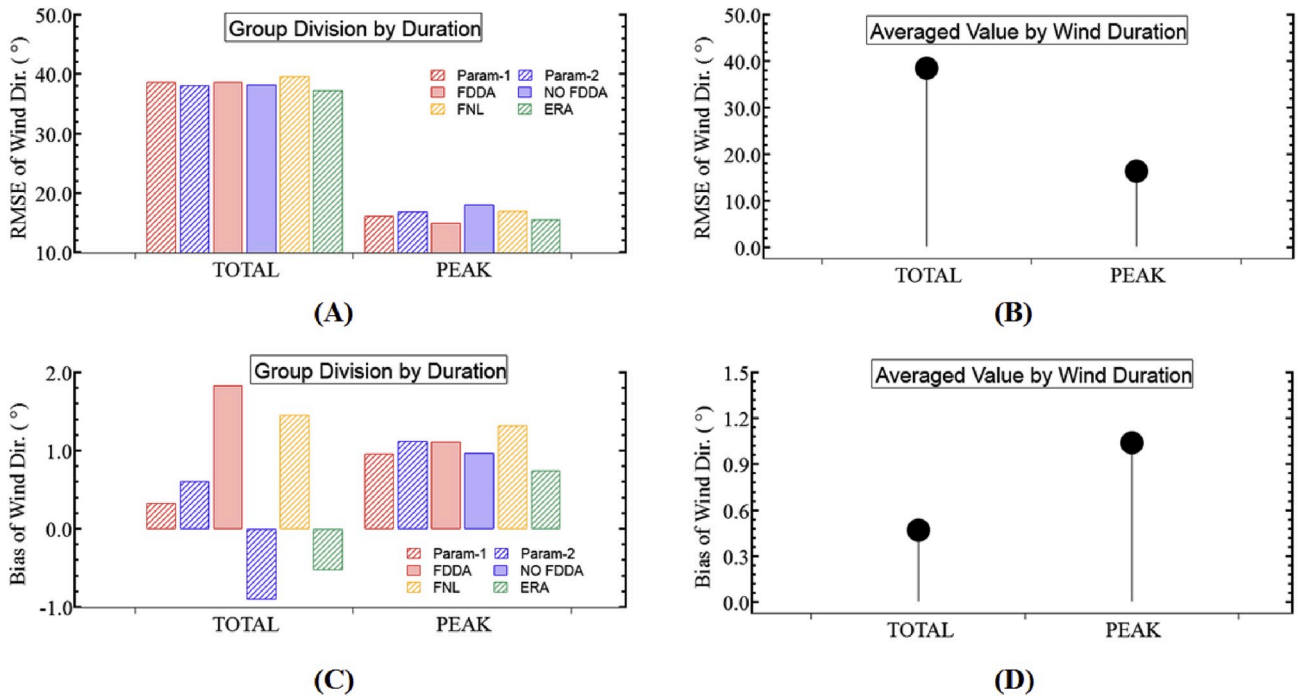 Group Division by Duration
RMSE of Wind Dir. ( ° )
50.0
40.0
30.0
20.0
10.0
Param-1 Param-2
FDDA NO FDDA
FNL ERA
TOTAL PEAK
(A)
Averaged Value by Wind Duration
RMSE of Wind Dir. ( ° )
50.0
40.0
30.0
20.0
10.0
0.0
TOTAL PEAK
(B)
Group Division by Duration
Bias of Wind Dir. ( ° )
2.0
1.0
0.0
-1.0
Param-1 Param-2
FDDA NO FDDA
FNL ERA
TOTAL PEAK
(C)
Averaged Value by Wind Duration
Bias of Wind Dir. ( ° )
1.5
1.2
0.9
0.6
0.3
0.0
TOTAL PEAK
(D)